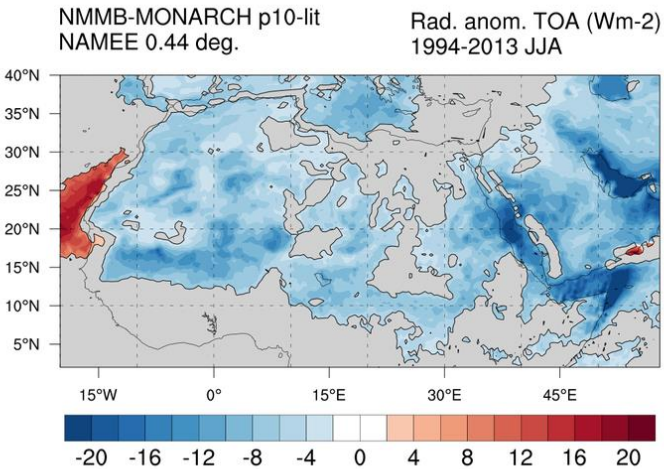 NMMB-MONARCH p10-lit
NAMEE 0.44 deg.
Rad. anom. TOA (Wm-2)
1994-2013 JJA
40°N
35°N
30°N
25°N
20°N
15°N
10°N
5°N
15°W 0° 15°E 30°E 45°E
-20 -16 -12 -8 -4 0 4 8 12 16 20